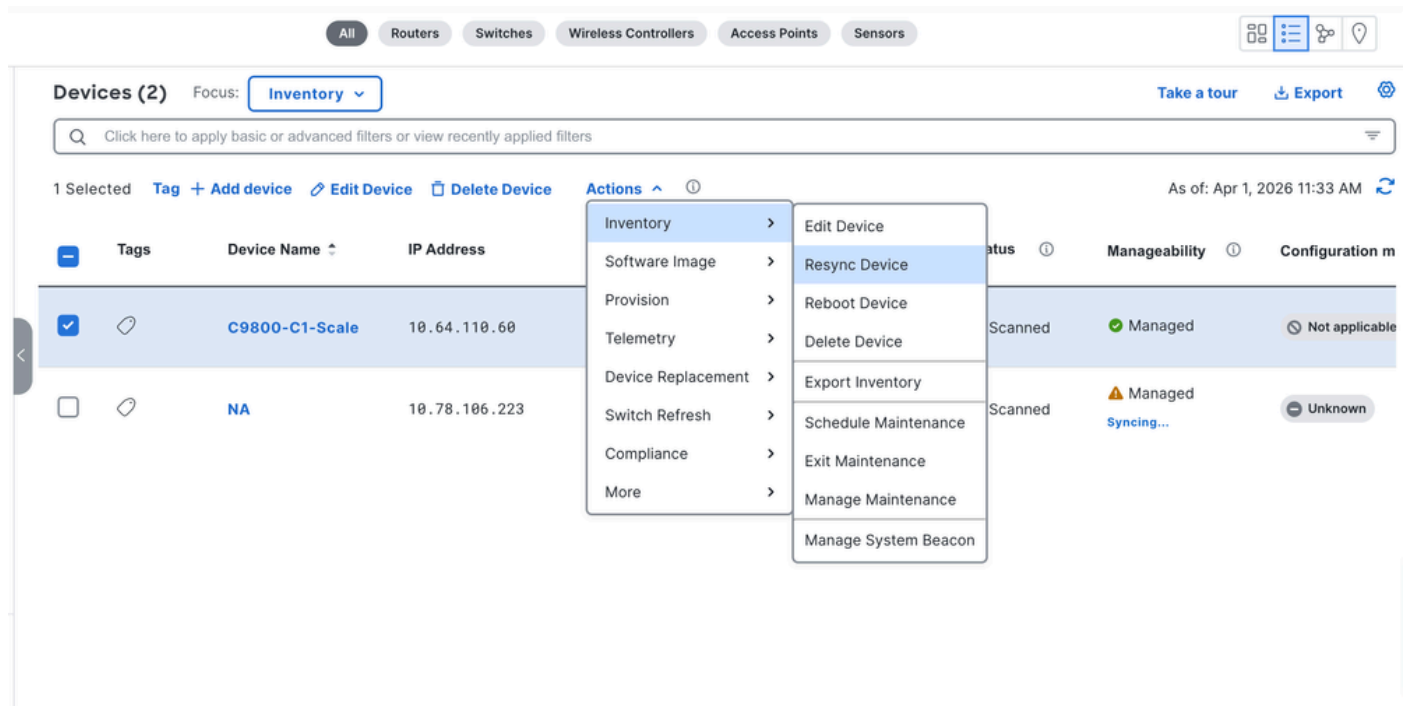 All Routers Switches Wireless Controllers Access Points Sensors
Devices (2) Focus: Inventory Take a tour Export
Click here to apply basic or advanced filters or view recently applied filters
1 Selected Tag Add device Edit Device Delete Device Actions As of: Apr 1, 2026 11:33 AM
Tags Device Name IP Address atus Manageability Configuration m
C9800-C1-Scale 10.64.110.60 Scanned Managed Not applicable
NA 10.78.106.223 Scanned Managed Unknown
Syncing...
Inventory
Software Image
Provision
Telemetry
Device Replacement
Switch Refresh
Compliance
More
Edit Device
Resync Device
Reboot Device
Delete Device
Export Inventory
Schedule Maintenance
Exit Maintenance
Manage Maintenance
Manage System Beacon